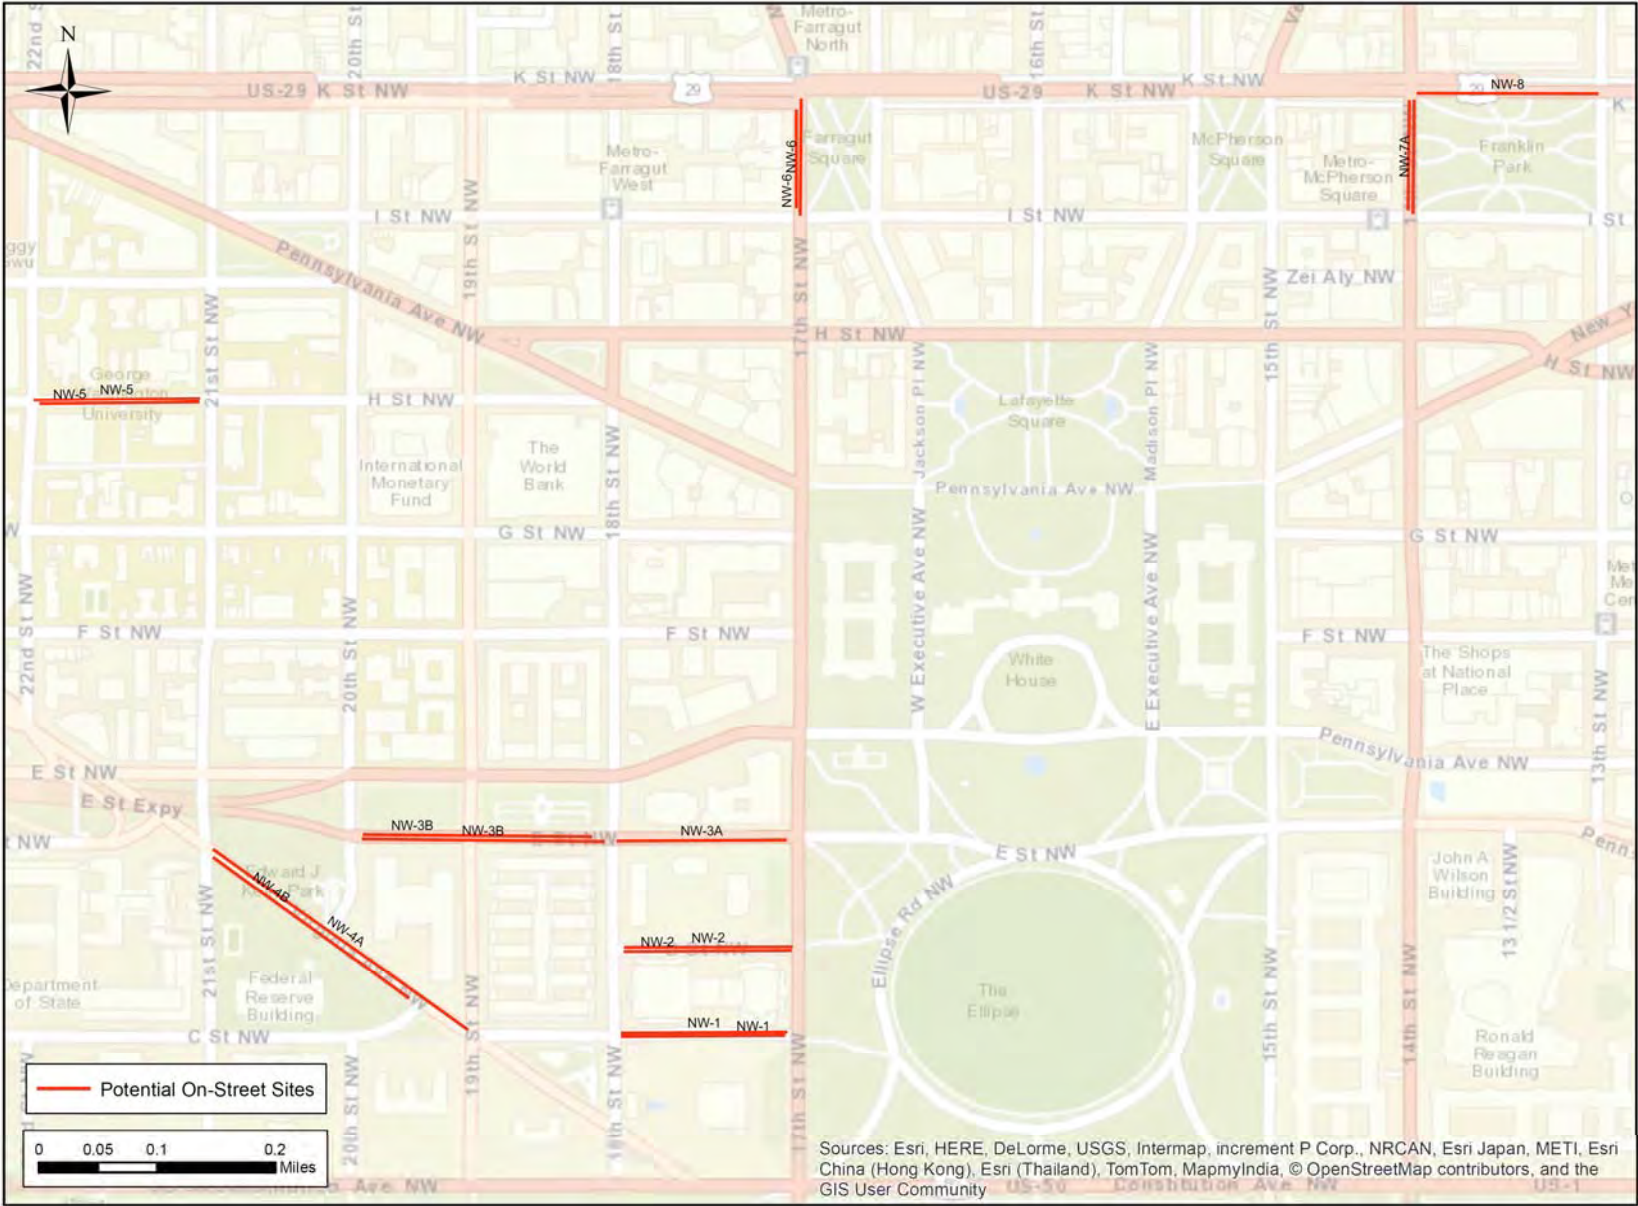 N
22nd S
20th St
18th St
Metro-
Farragut
North
16th St
K St NW
29
K St NW
NW-8
US-29
K St NW
US-29
K St NW
29
K
Metro-
Farragut
West
NW-6
NW-6
Farragut
Square
McPherson
Square
Metro-
McPherson
Square
NW-7A
Franklin
Park
19th St NW
I St NW
I St NW
I St
Pennsylvania Ave NW
17th St NW
Zei Aly NW
15th St NW
21st St NW
H St NW
New Y
H St NW
George
University
NW-5
NW-5
H St NW
Jackson Pl NW
Lafayette
Square
Madison Pl NW
International
Monetary
Fund
The
World
Bank
18th St NW
Pennsylvania Ave NW
G St NW
G St NW
W Executive Ave NW
E Executive Ave NW
22nd St NW
F St NW
20th St NW
F St NW
White
House
F St NW
The Shops
at National
Place
13th St NW
Pennsylvania Ave NW
E St NW
E St Expy
NW-3B
NW-3B
E St NW
NW-3A
t NW
E St NW
Penn
NW-4B
NW-4A
21st St NW
Ellipse Rd NW
John A
Wilson
Building
13 1/2 St NW
NW-2
NW-2
Department
of State
Federal
Reserve
Building
19th St NW
The
Ellipse
15th St NW
14th St NW
NW-1
NW-1
C St NW
Ronald
Reagan
Building
20th St NW
18th St NW
17th St NW
Potential On-Street Sites
0 0.05 0.1 0.2
Miles
Sources: Esri, HERE, DeLorme, USGS, Intermap, increment P Corp., NRCAN, Esri Japan, METI, Esri
China (Hong Kong), Esri (Thailand), TomTom, MapmyIndia, © OpenStreetMap contributors, and the
GIS User Community
Ave NW
US-50
Constitution Ave NW
US-1